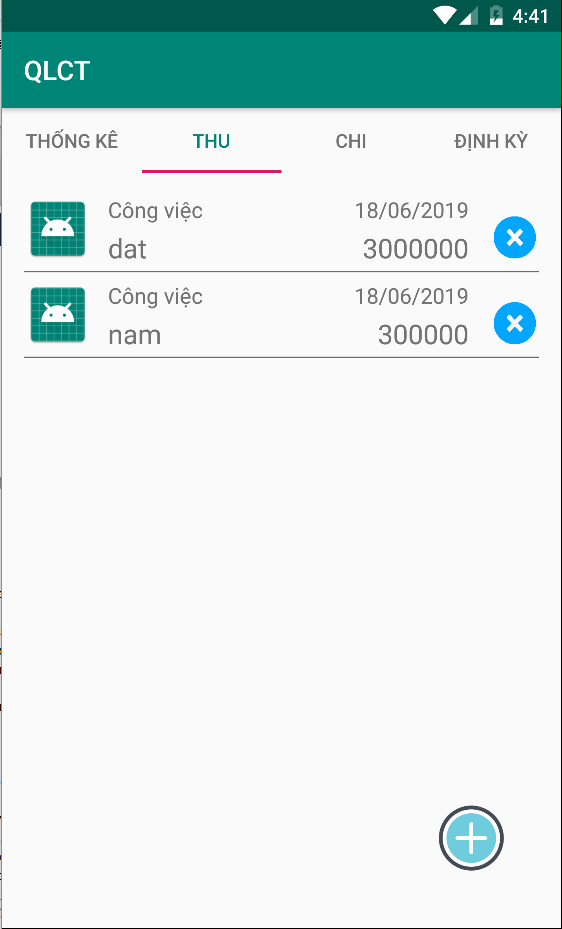 4:41
QLCT
THỐNG KÊ THU CHI ĐỊNH KỲ
Công việc 18/06/2019
dat 3000000
Công việc 18/06/2019
nam 300000